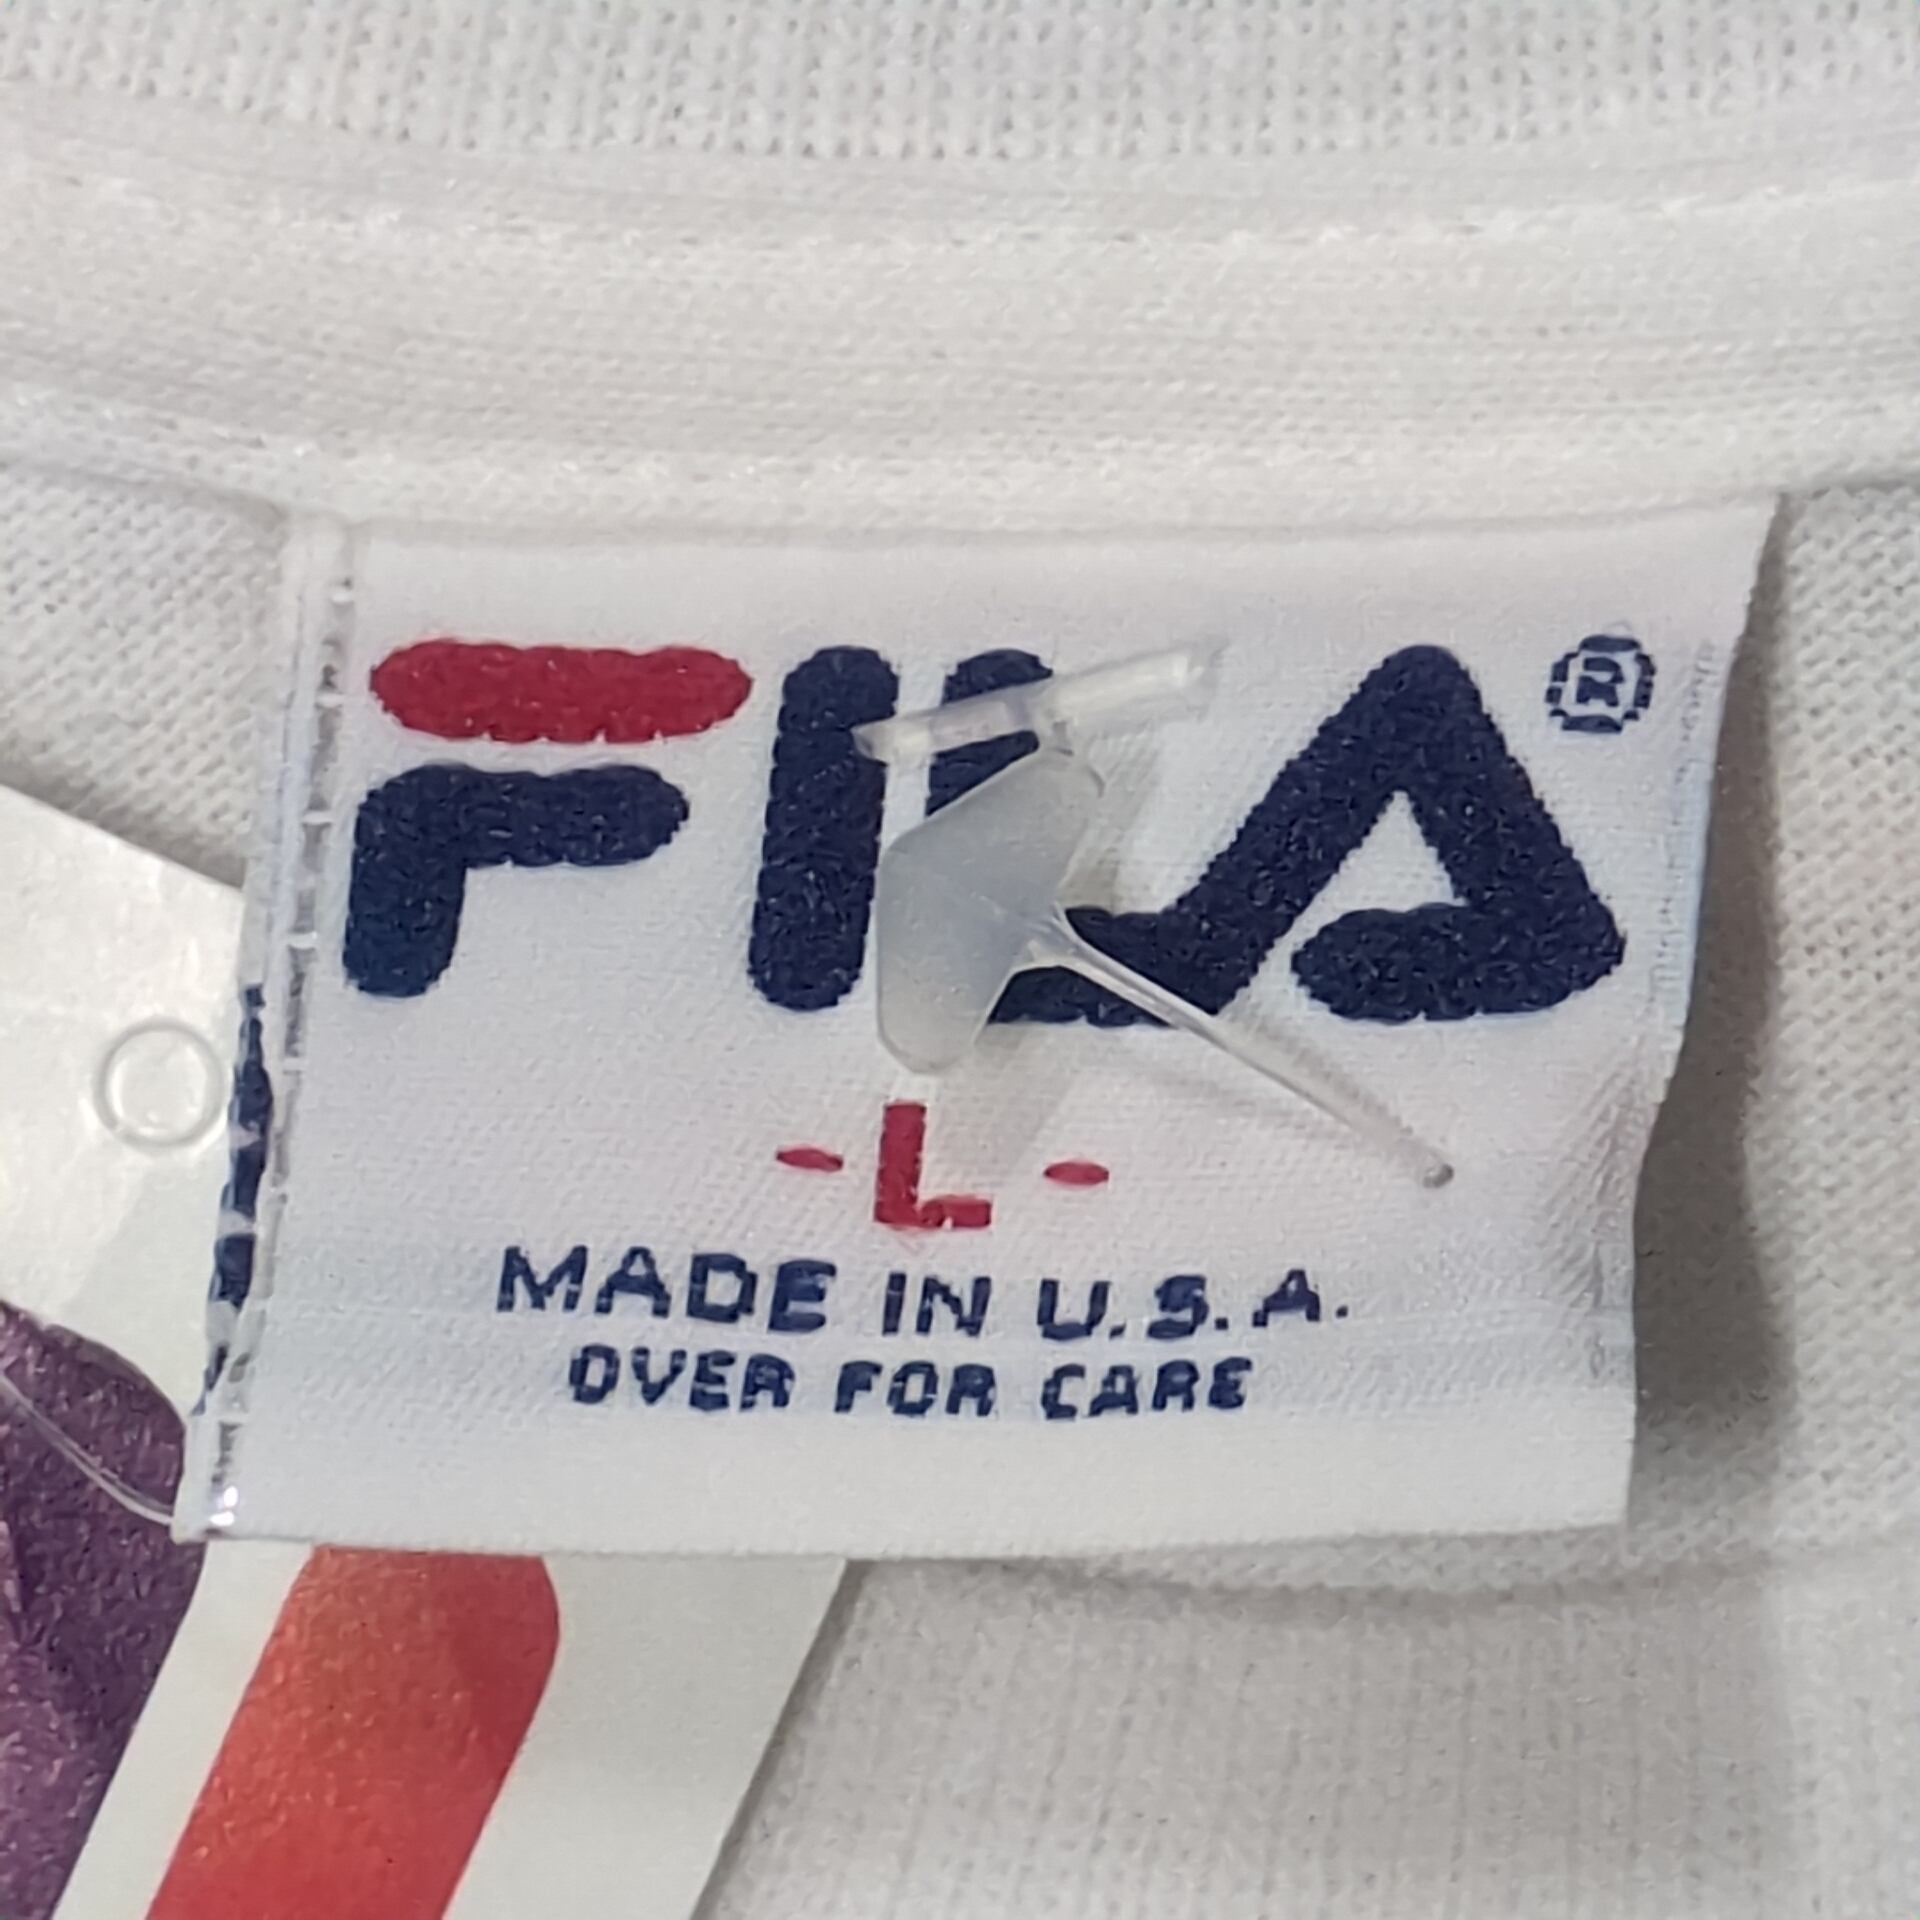 FILA®
-L-
MADE IN U.S.A.
OVER FOR CARE